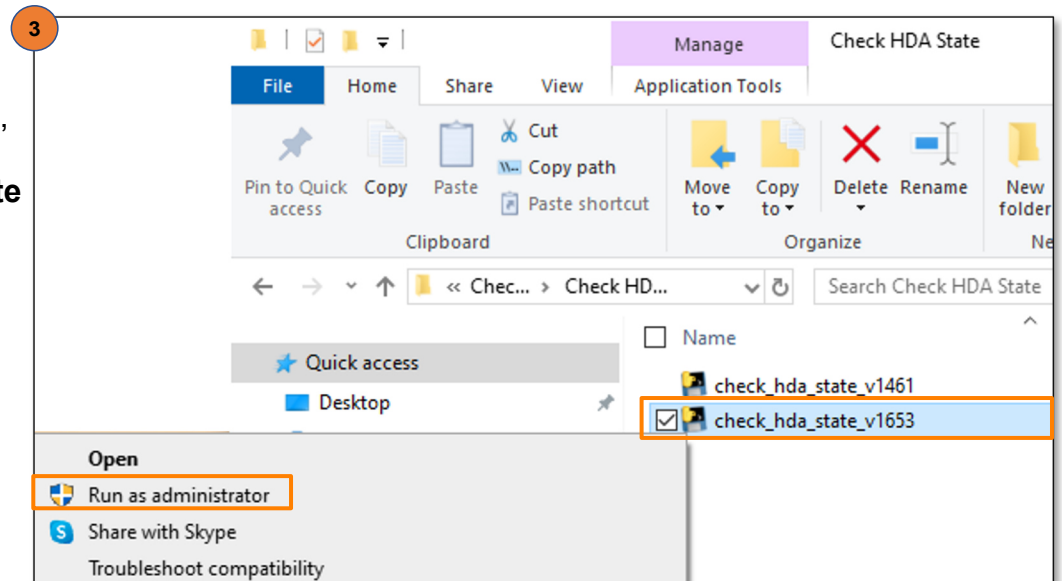 3
Manage
Check HDA State
File
Home
Share
View
Application Tools
,
te
Pin to Quick
access
Copy
Paste
Cut
Copy path
Paste shortcut
Move
to
Copy
to
Delete
Rename
New
folder
Clipboard
Organize
Ne
« Chec... › Check HD...
Search Check HDA State
Name
Quick access
check_hda_state_v1461
Desktop
check_hda_state_v1653
Open
Run as administrator
Share with Skype
Troubleshoot compatibility